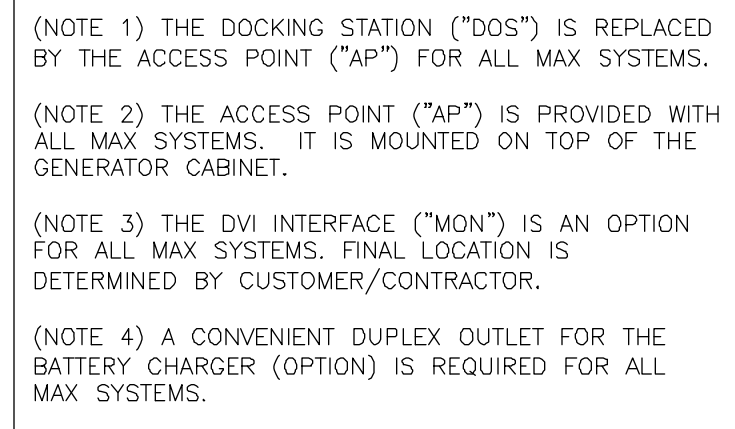 (NOTE 1) THE DOCKING STATION ("DOS") IS REPLACED
BY THE ACCESS POINT ("AP") FOR ALL MAX SYSTEMS.
(NOTE 2) THE ACCESS POINT ("AP") IS PROVIDED WITH
ALL MAX SYSTEMS.  IT IS MOUNTED ON TOP OF THE
GENERATOR CABINET.
(NOTE 3) THE DVI INTERFACE ("MON") IS AN OPTION
FOR ALL MAX SYSTEMS. FINAL LOCATION IS
DETERMINED BY CUSTOMER/CONTRACTOR.
(NOTE 4) A CONVENIENT DUPLEX OUTLET FOR THE
BATTERY CHARGER (OPTION) IS REQUIRED FOR ALL
MAX SYSTEMS.